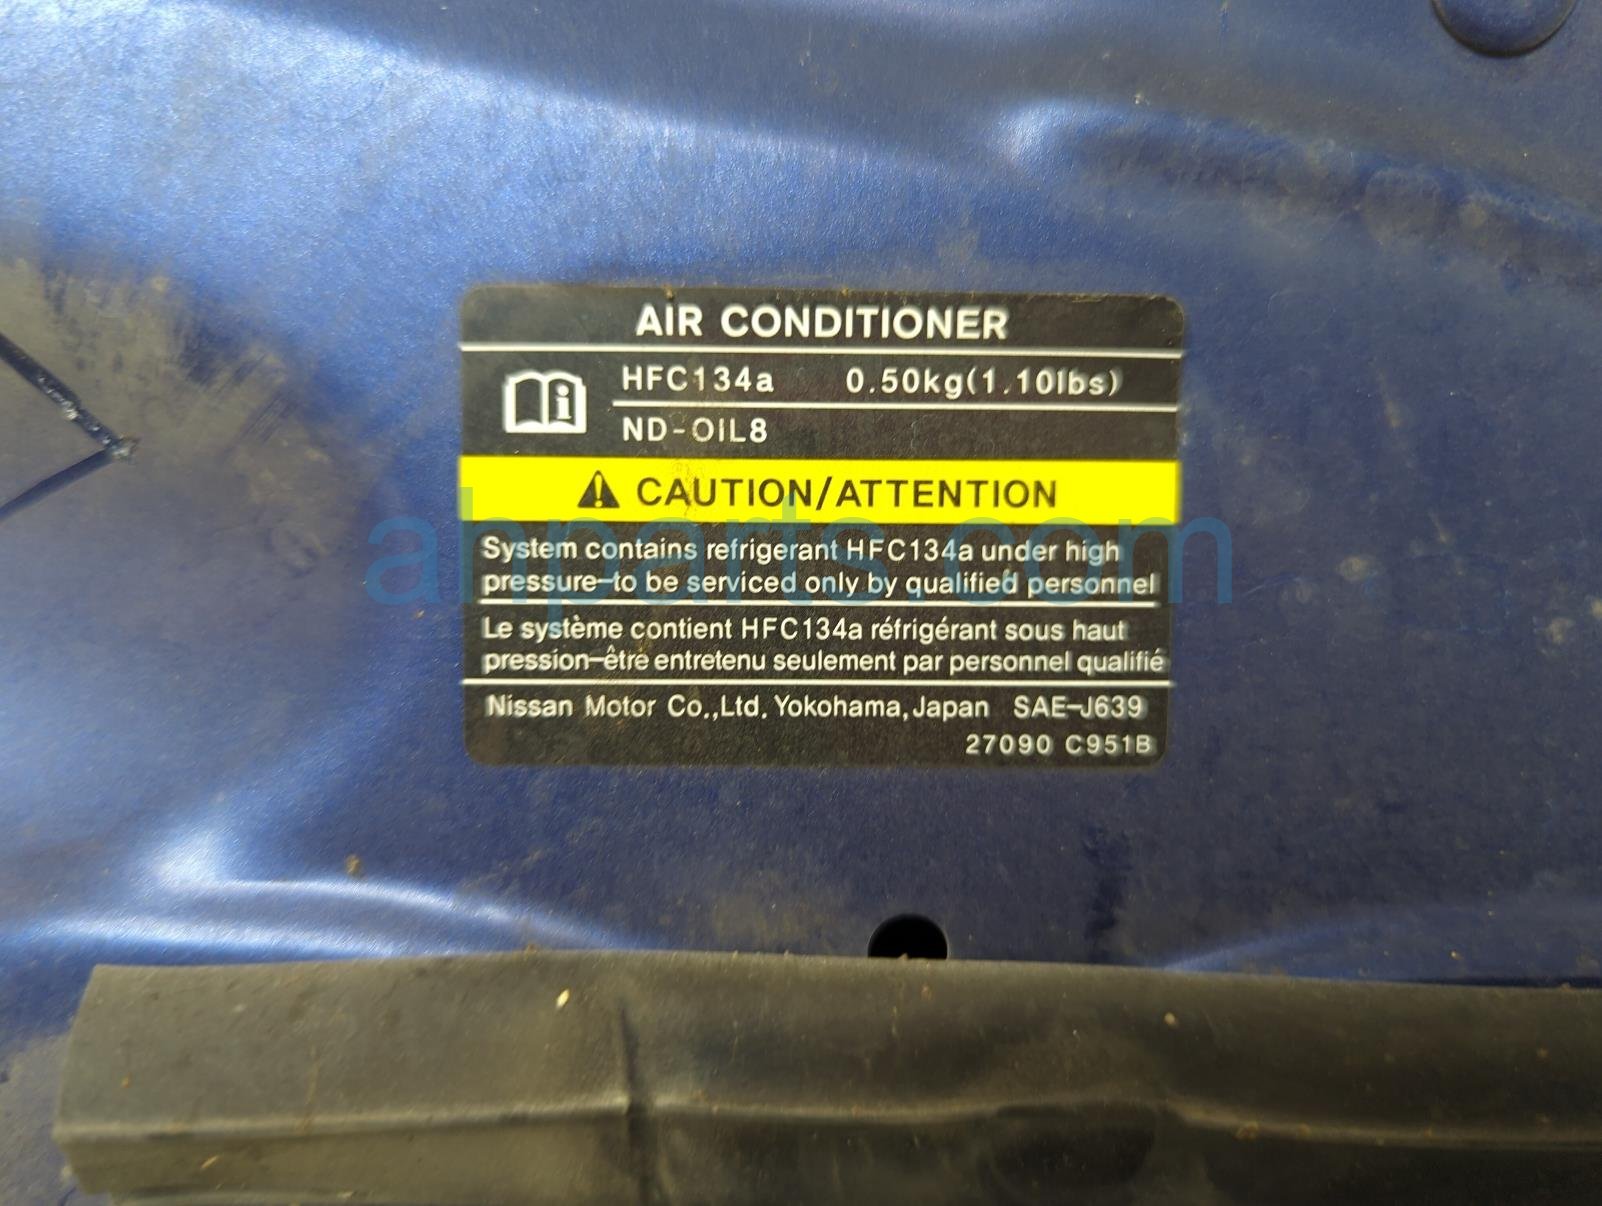 AIR CONDITIONER
HFC134a 0.50kg(1.10lbs)
ND-OIL8
CAUTION/ATTENTION
System contains refrigerant HFC134a under high
pressure-to be serviced only by qualified personnel
Le système contient HFC134a réfrigérant sous haut
pression-être entretenu seulement par personnel qualifié
Nissan Motor Co.,Ltd. Yokohama, Japan SAE-J639
27090 C951B
ahparts.com